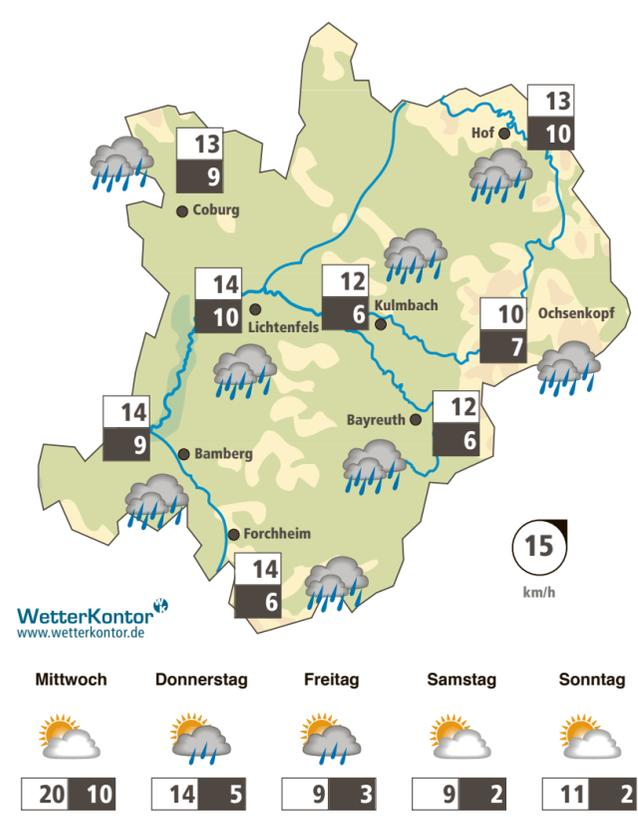 13
10
Hof
13
9
Coburg
14
10
Lichtenfels
12
6
Kulmbach
10
7
Ochsenkopf
14
9
Bamberg
Bayreuth
12
6
Forchheim
14
6
15
km/h
WetterKontor
www.wetterkontor.de
Mittwoch Donnerstag Freitag Samstag Sonntag
20 10 14 5 9 3 9 2 11 2